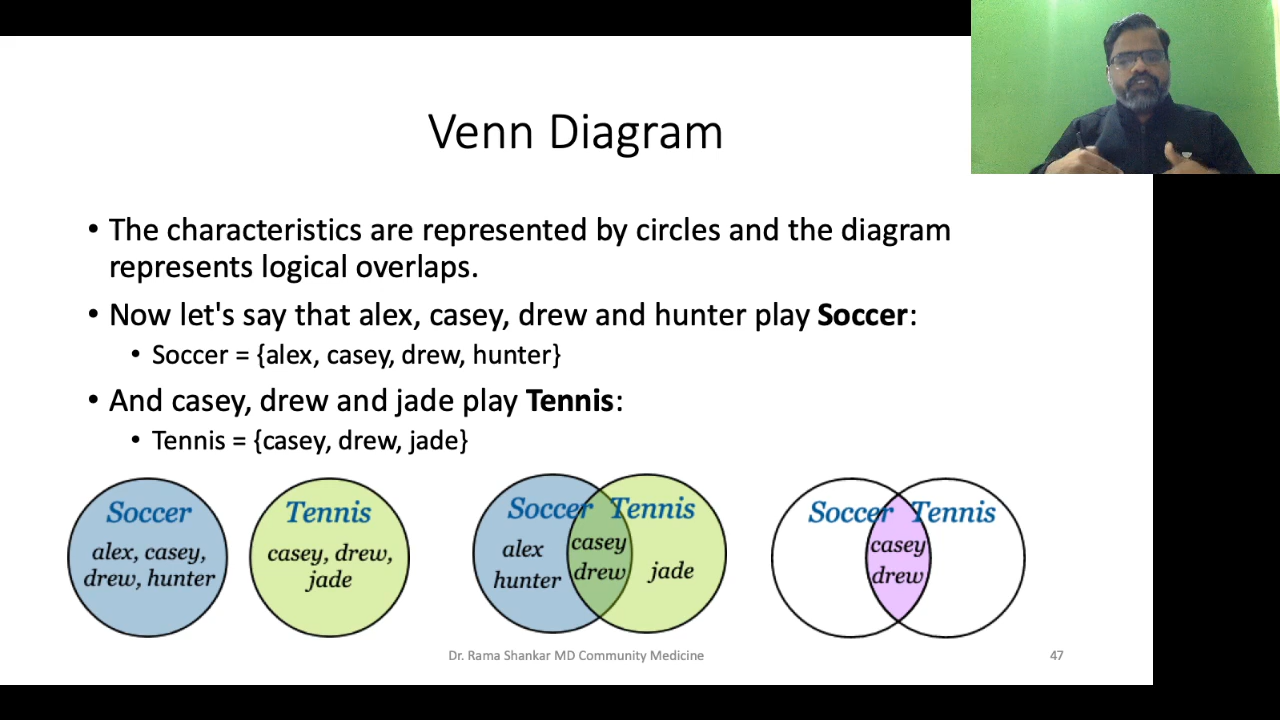 Venn Diagram
• The characteristics are represented by circles and the diagram
represents logical overlaps.
• Now let's say that alex, casey, drew and hunter play Soccer:
• Soccer = {alex, casey, drew, hunter}
• And casey, drew and jade play Tennis:
• Tennis = {casey, drew, jade}
Soccer
alex, casey,
drew, hunter
Tennis
casey, drew,
jade
Soccer Tennis
alex
hunter
casey
drew
jade
Soccer Tennis
casey
drew
Dr. Rama Shankar MD Community Medicine
47